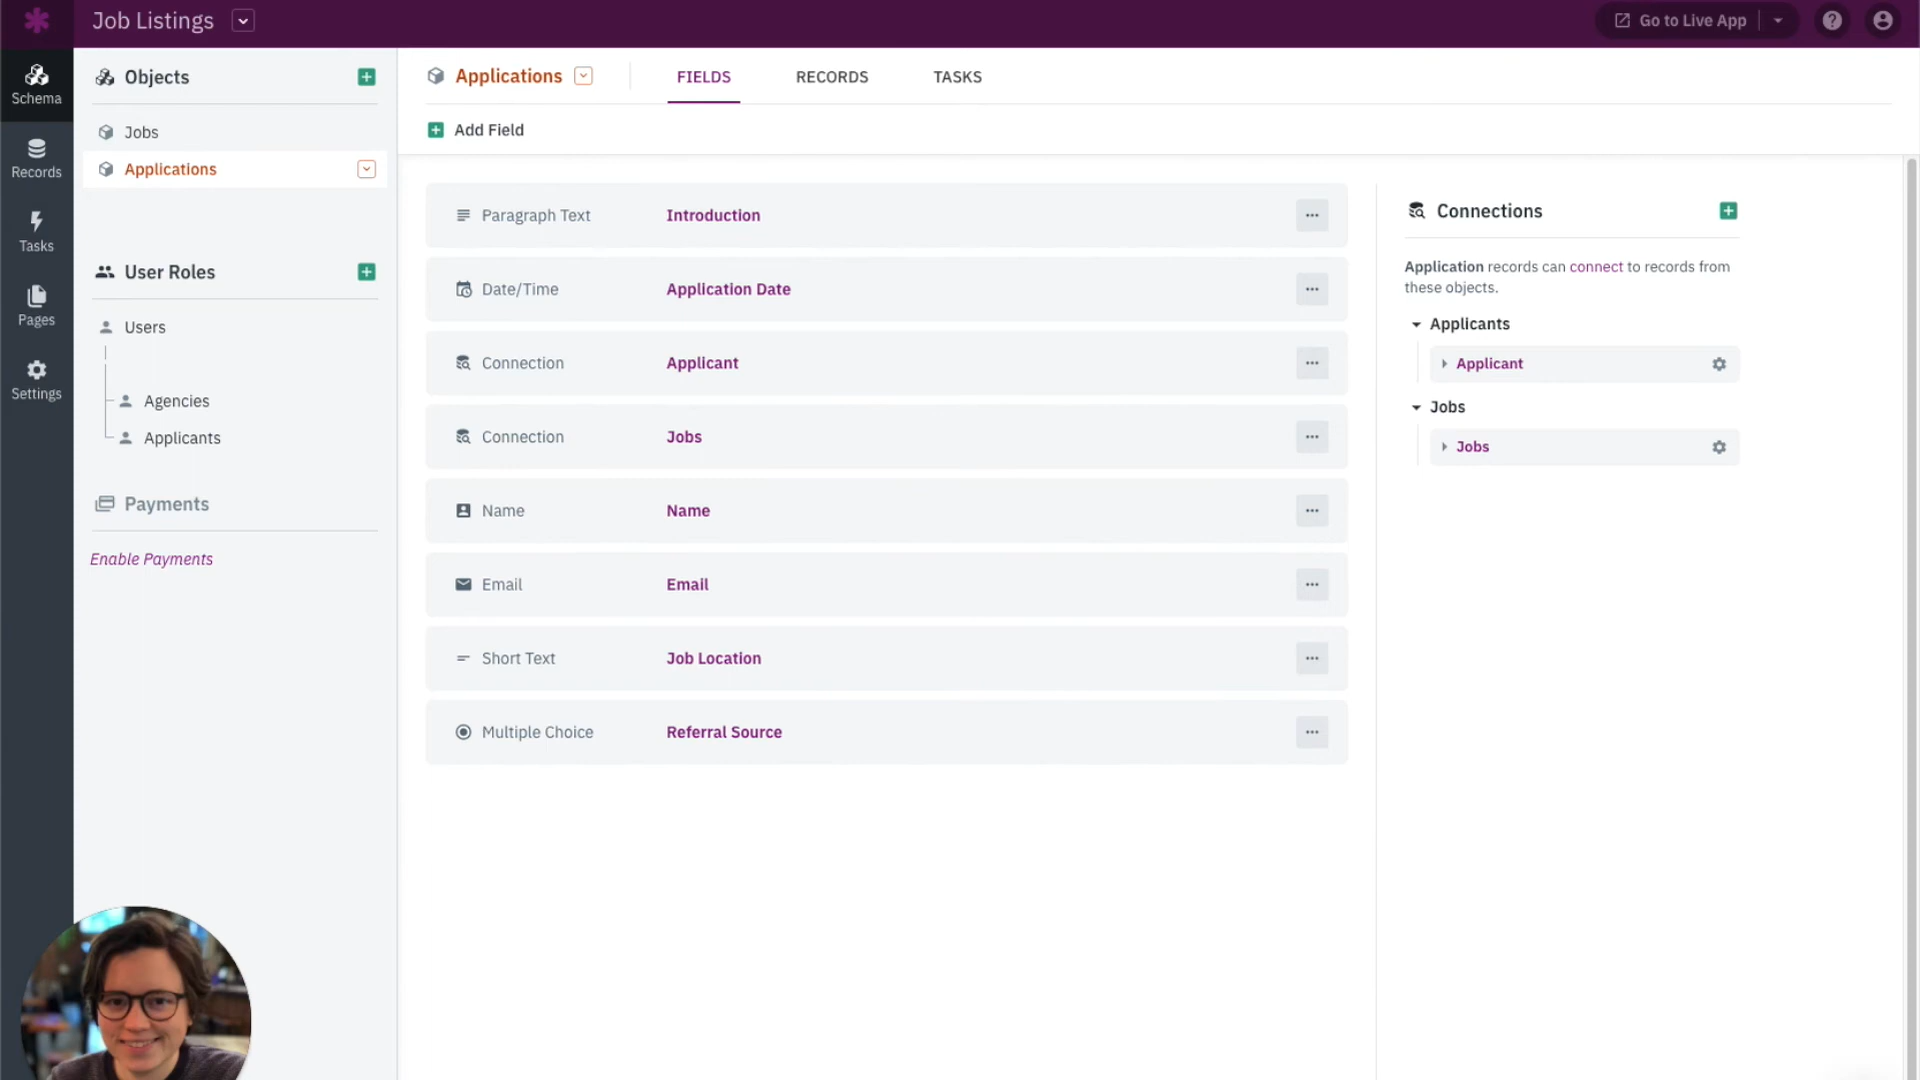 Job Listings
Go to Live App
Schema
Records
Tasks
Pages
Settings
Objects
Jobs
Applications
User Roles
Users
Agencies
Applicants
Payments
Enable Payments
Applications
FIELDS
RECORDS
TASKS
Add Field
Paragraph Text Introduction
Date/Time Application Date
Connection Applicant
Connection Jobs
Name Name
Email Email
Short Text Job Location
Multiple Choice Referral Source
Connections
Application records can connect to records from
these objects.
Applicants
Applicant
Jobs
Jobs